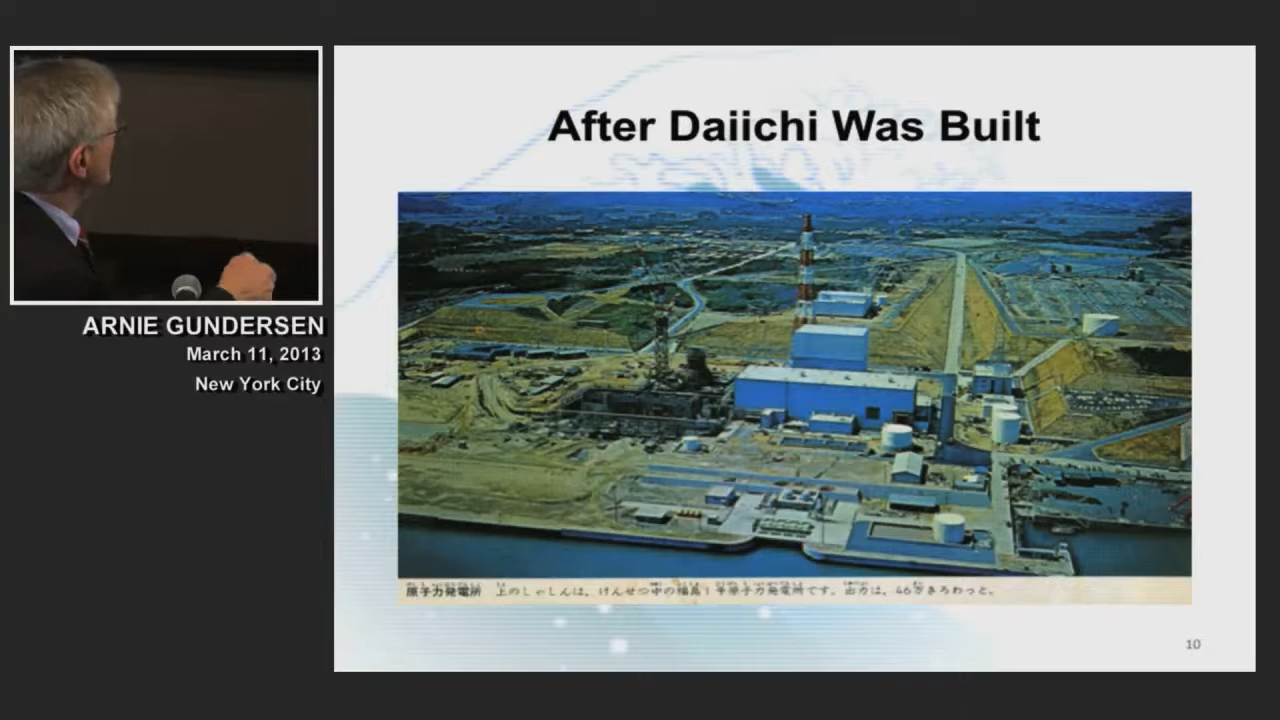 After Daiichi Was Built
ARNIE GUNDERSEN
March 11, 2013
New York City
原子力発電所 上のしゃしんは、けんせつ中の福島1号原子力発電所です。出力は、46万きろわっと。
10